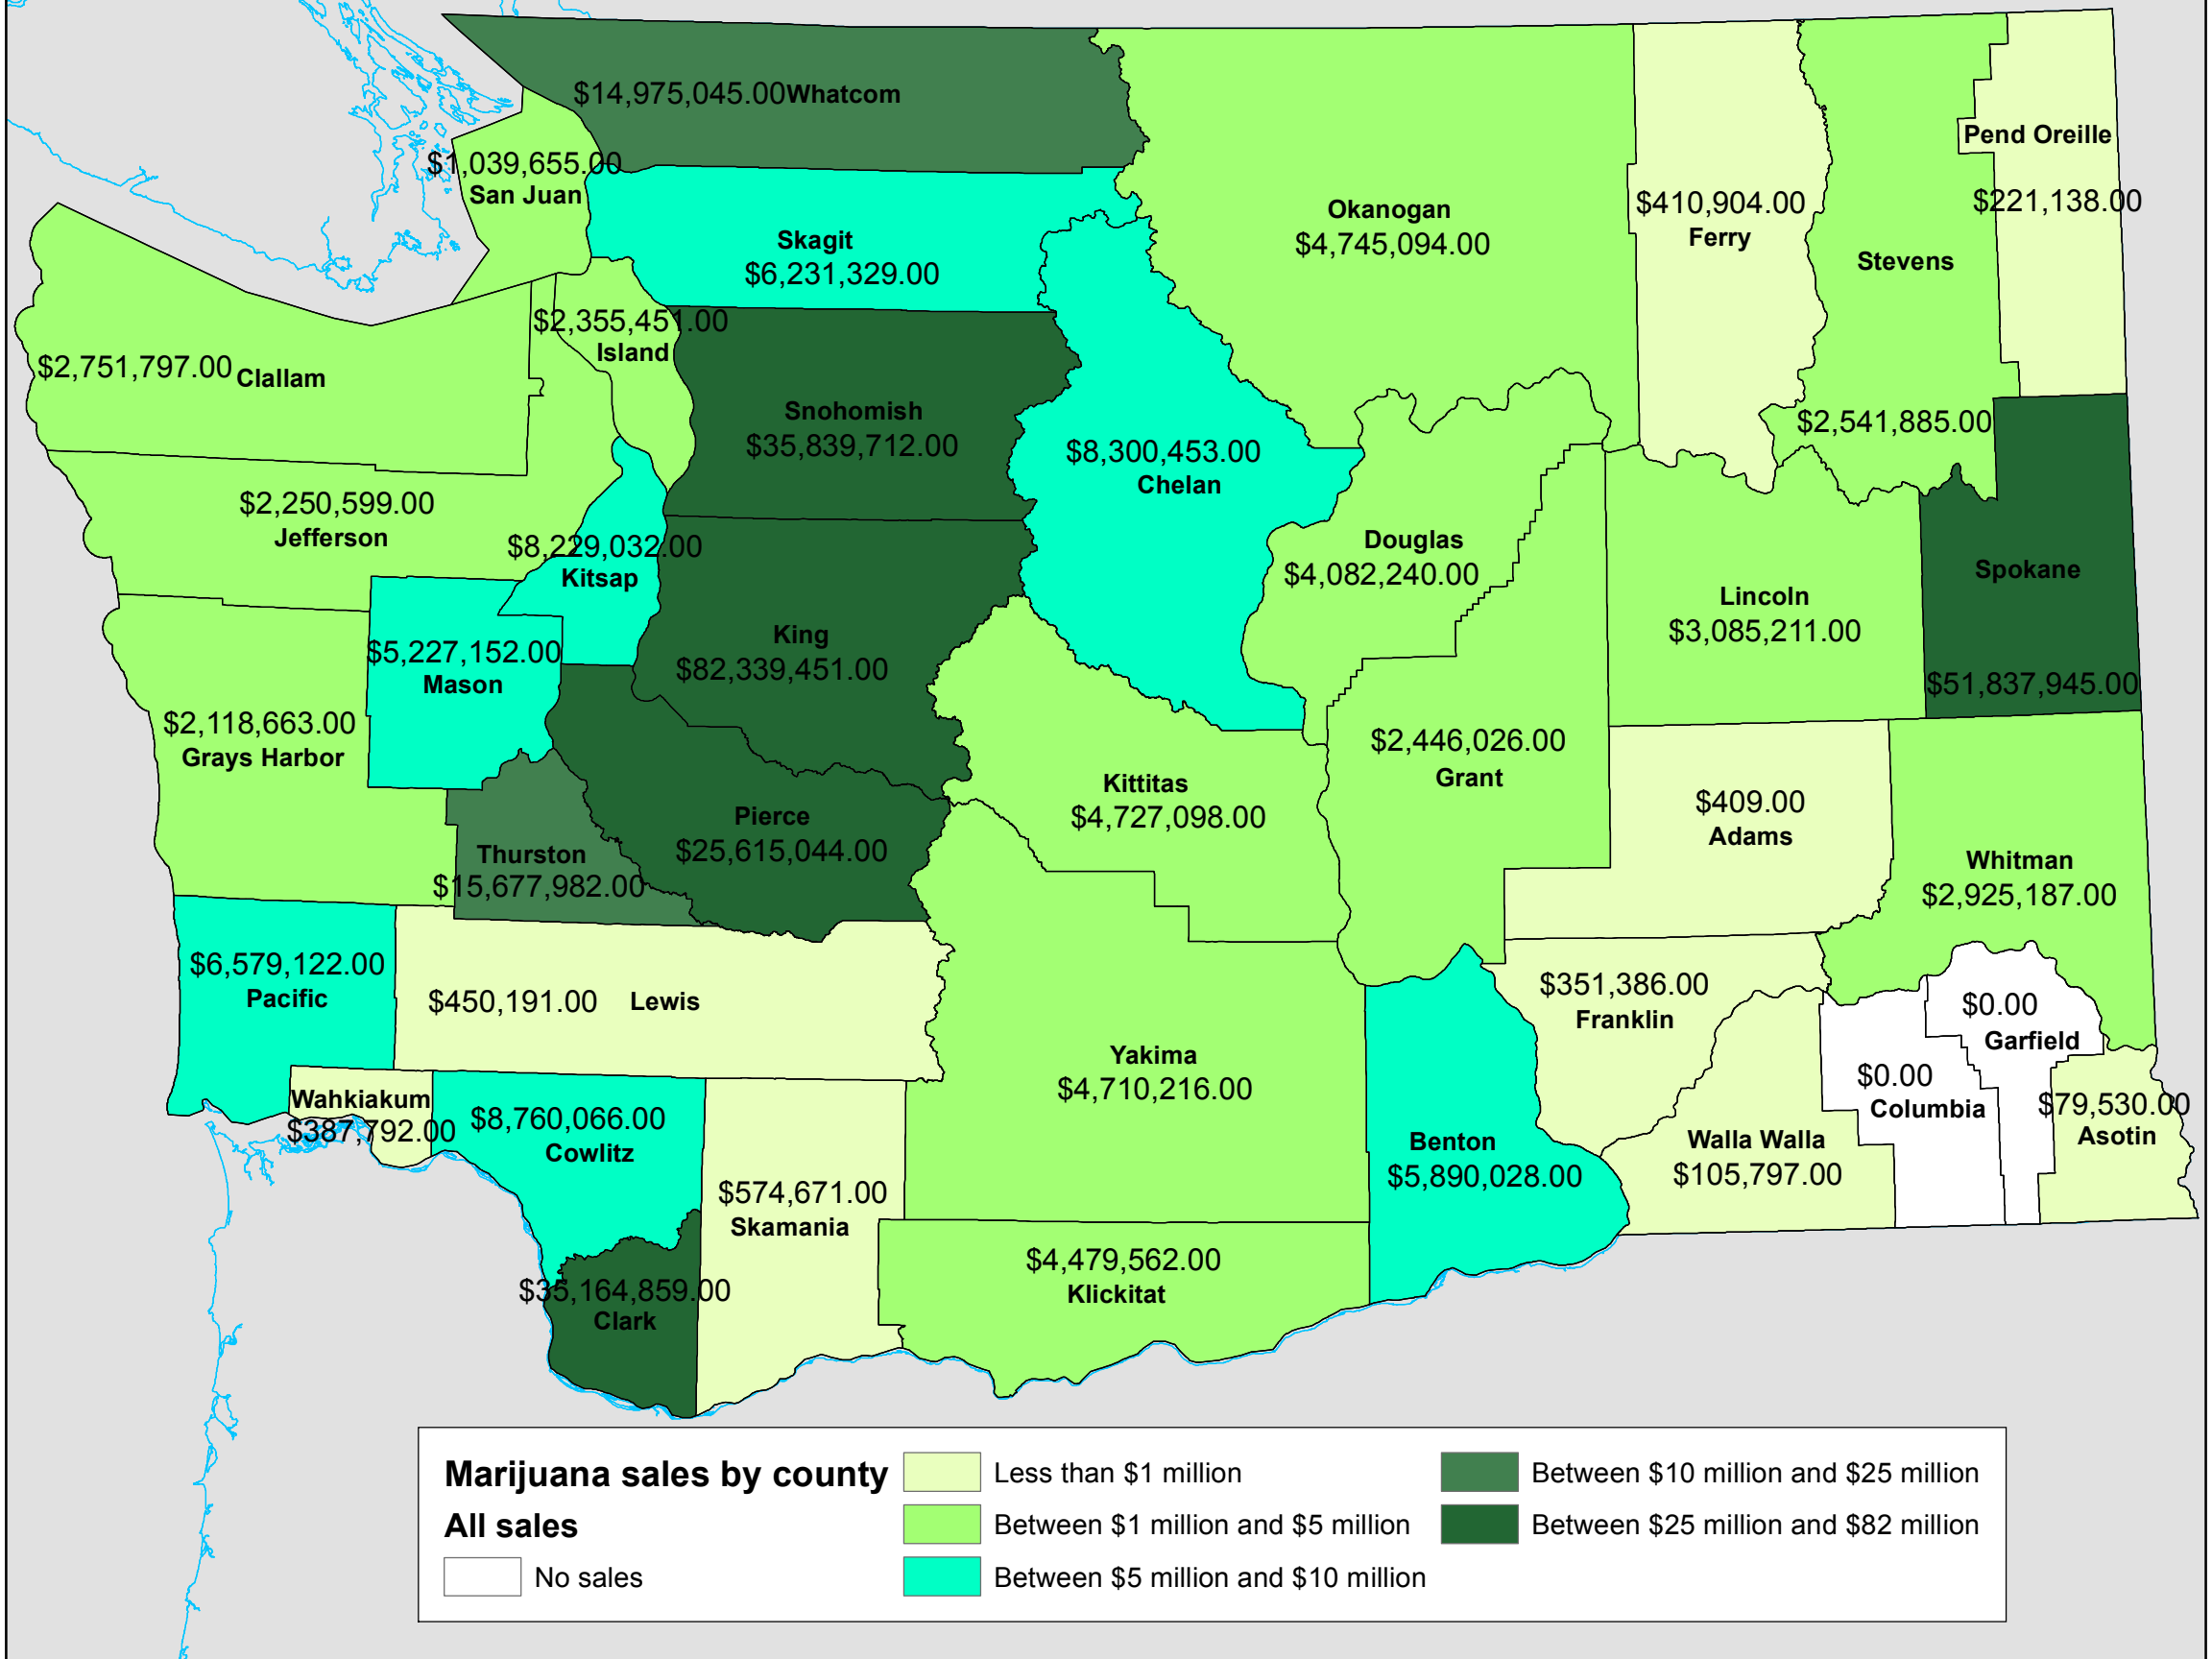 $14,975,045.00 Whatcom
$1,039,655.00
San Juan
Skagit
$6,231,329.00
Okanogan
$4,745,094.00
$410,904.00
Ferry
Stevens
$2,541,885.00
Pend Oreille
$221,138.00
$2,751,797.00 Clallam
$2,355,451.00
Island
Snohomish
$35,839,712.00
$8,300,453.00
Chelan
$2,250,599.00
Jefferson
$8,229,032.00
Kitsap
Douglas
$4,082,240.00
Lincoln
$3,085,211.00
Spokane
$51,837,945.00
$5,227,152.00
Mason
King
$82,339,451.00
$2,118,663.00
Grays Harbor
Kittitas
$4,727,098.00
$2,446,026.00
Grant
$409.00
Adams
Pierce
$25,615,044.00
Thurston
$15,677,982.00
Whitman
$2,925,187.00
$6,579,122.00
Pacific
$450,191.00 Lewis
Yakima
$4,710,216.00
$351,386.00
Franklin
$0.00
Garfield
$0.00
Columbia
$79,530.00
Asotin
Wahkiakum
$387,792.00
$8,760,066.00
Cowlitz
$574,671.00
Skamania
Benton
$5,890,028.00
Walla Walla
$105,797.00
$4,479,562.00
Klickitat
$35,164,859.00
Clark
Marijuana sales by county
All sales
No sales
Less than $1 million
Between $1 million and $5 million
Between $5 million and $10 million
Between $10 million and $25 million
Between $25 million and $82 million